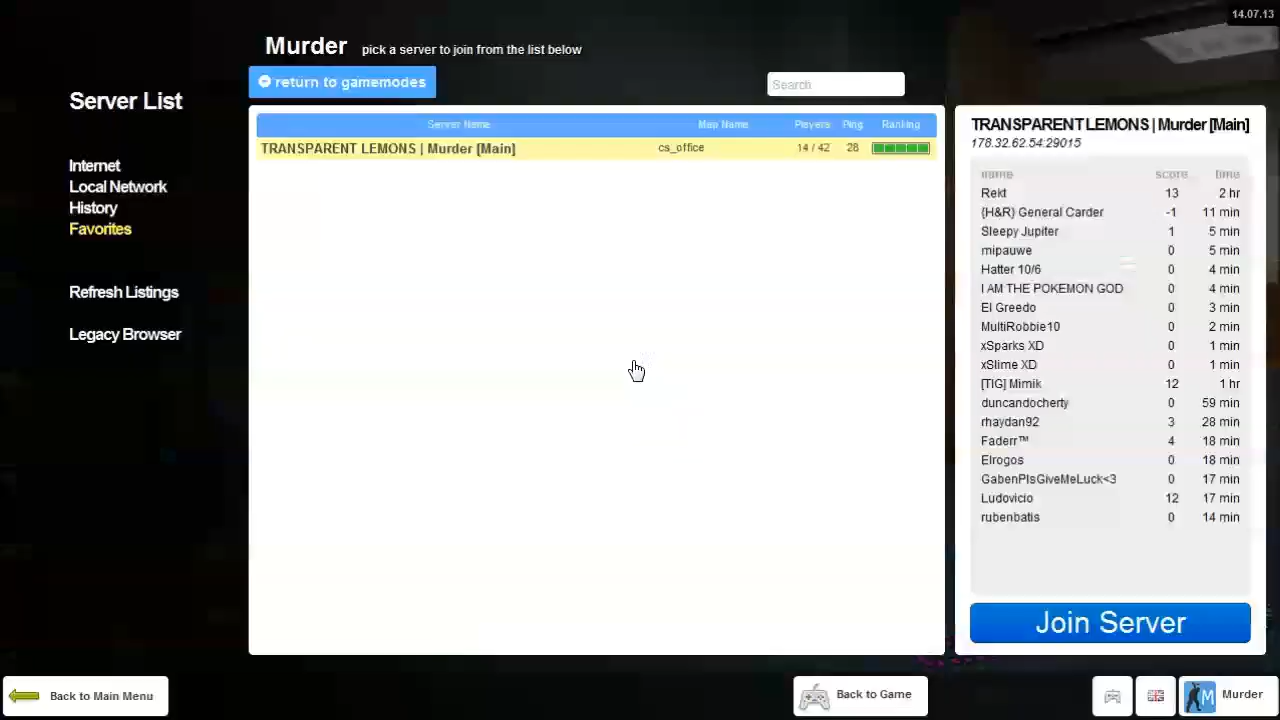 14.07.13
Murder pick a server to join from the list below
return to gamemodes
Search
Server List
Internet
Local Network
History
Favorites
Refresh Listings
Legacy Browser
Server Name Map Name Players Ping Ranking
TRANSPARENT LEMONS | Murder [Main] cs_office 14 / 42 28
TRANSPARENT LEMONS | Murder [Main]
178.32.62.54:29015
name score time
Rekt 13 2 hr
{H&R} General Carder -1 11 min
Sleepy Jupiter 1 5 min
mipauwe 0 5 min
Hatter 10/6 0 4 min
I AM THE POKEMON GOD 0 4 min
El Greedo 0 3 min
MultiRobbie10 0 2 min
xSparks XD 0 1 min
xSlime XD 0 1 min
[TIG] Mimik 12 1 hr
duncandocherty 0 59 min
rhaydan92 3 28 min
Faderr™ 4 18 min
Elrogos 0 18 min
GabenPlsGiveMeLuck<3 0 17 min
Ludovicio 12 17 min
rubenbatis 0 14 min
Join Server
Back to Main Menu
Back to Game
M
Murder